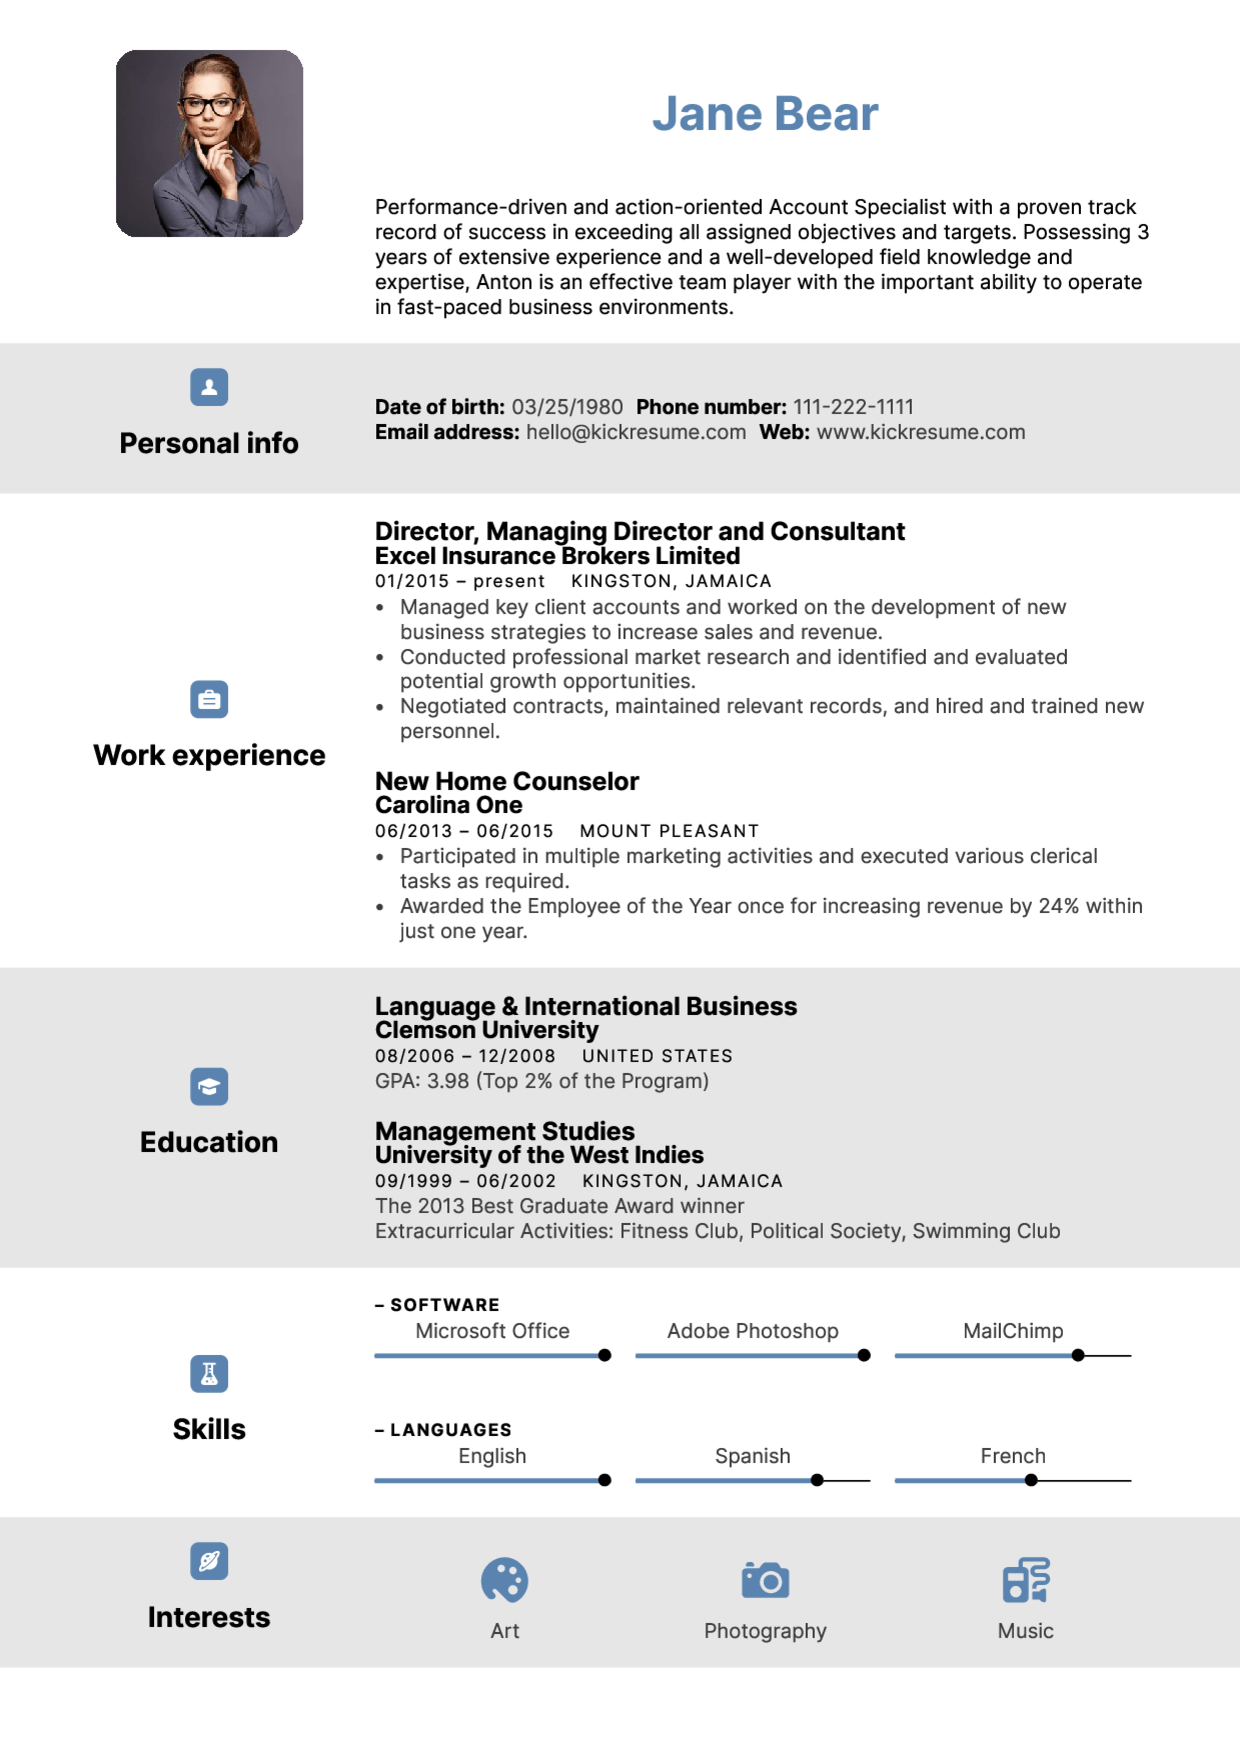 Jane Bear
Performance-driven and action-oriented Account Specialist with a proven track
record of success in exceeding all assigned objectives and targets. Possessing 3
years of extensive experience and a well-developed field knowledge and
expertise, Anton is an effective team player with the important ability to operate
in fast-paced business environments.
Personal info
Date of birth: 03/25/1980 Phone number: 111-222-1111
Email address: hello@kickresume.com Web: www.kickresume.com
Work experience
Director, Managing Director and Consultant
Excel Insurance Brokers Limited
01/2015 – present KINGSTON, JAMAICA
• Managed key client accounts and worked on the development of new
business strategies to increase sales and revenue.
• Conducted professional market research and identified and evaluated
potential growth opportunities.
• Negotiated contracts, maintained relevant records, and hired and trained new
personnel.
New Home Counselor
Carolina One
06/2013 – 06/2015 MOUNT PLEASANT
• Participated in multiple marketing activities and executed various clerical
tasks as required.
• Awarded the Employee of the Year once for increasing revenue by 24% within
just one year.
Education
Language & International Business
Clemson University
08/2006 – 12/2008 UNITED STATES
GPA: 3.98 (Top 2% of the Program)
Management Studies
University of the West Indies
09/1999 – 06/2002 KINGSTON, JAMAICA
The 2013 Best Graduate Award winner
Extracurricular Activities: Fitness Club, Political Society, Swimming Club
Skills
– SOFTWARE
Microsoft Office Adobe Photoshop MailChimp
– LANGUAGES
English Spanish French
Interests
Art Photography Music